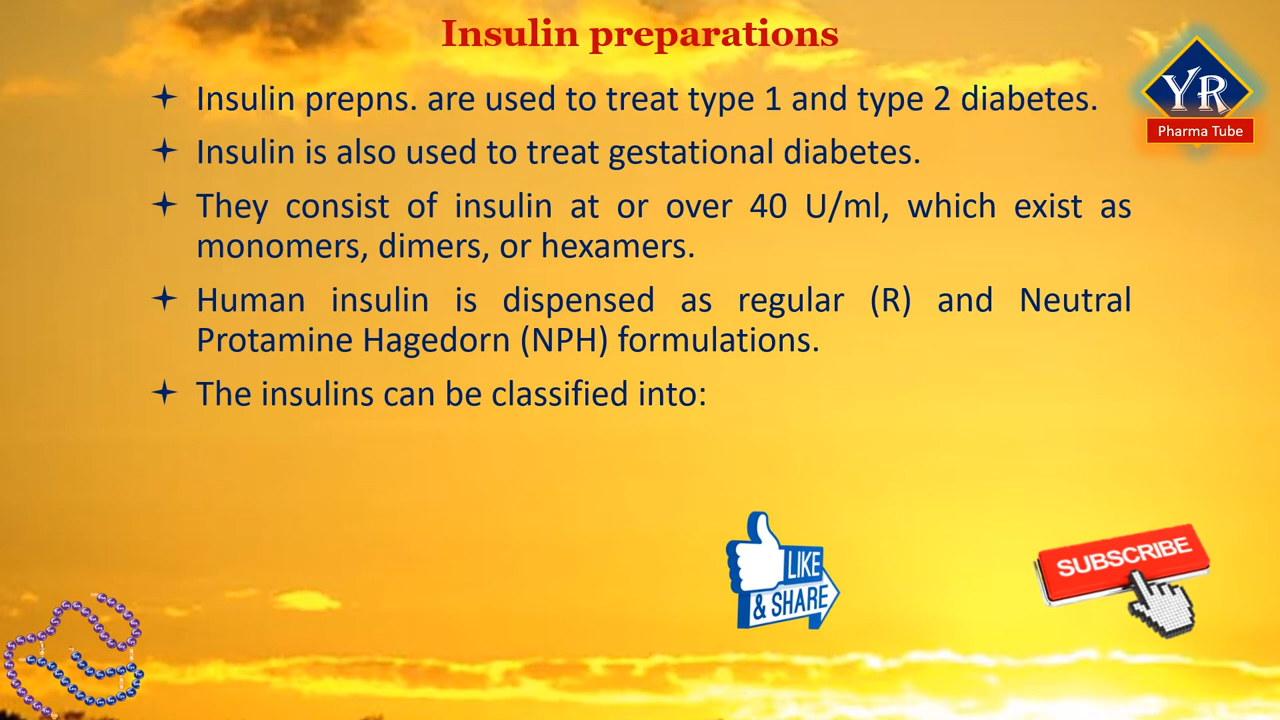 Insulin preparations
YR
Pharma Tube
Insulin prepns. are used to treat type 1 and type 2 diabetes.
Insulin is also used to treat gestational diabetes.
They consist of insulin at or over 40 U/ml, which exist as
monomers, dimers, or hexamers.
Human insulin is dispensed as regular (R) and Neutral
Protamine Hagedorn (NPH) formulations.
The insulins can be classified into:
LIKE
& SHARE
SUBSCRIBE